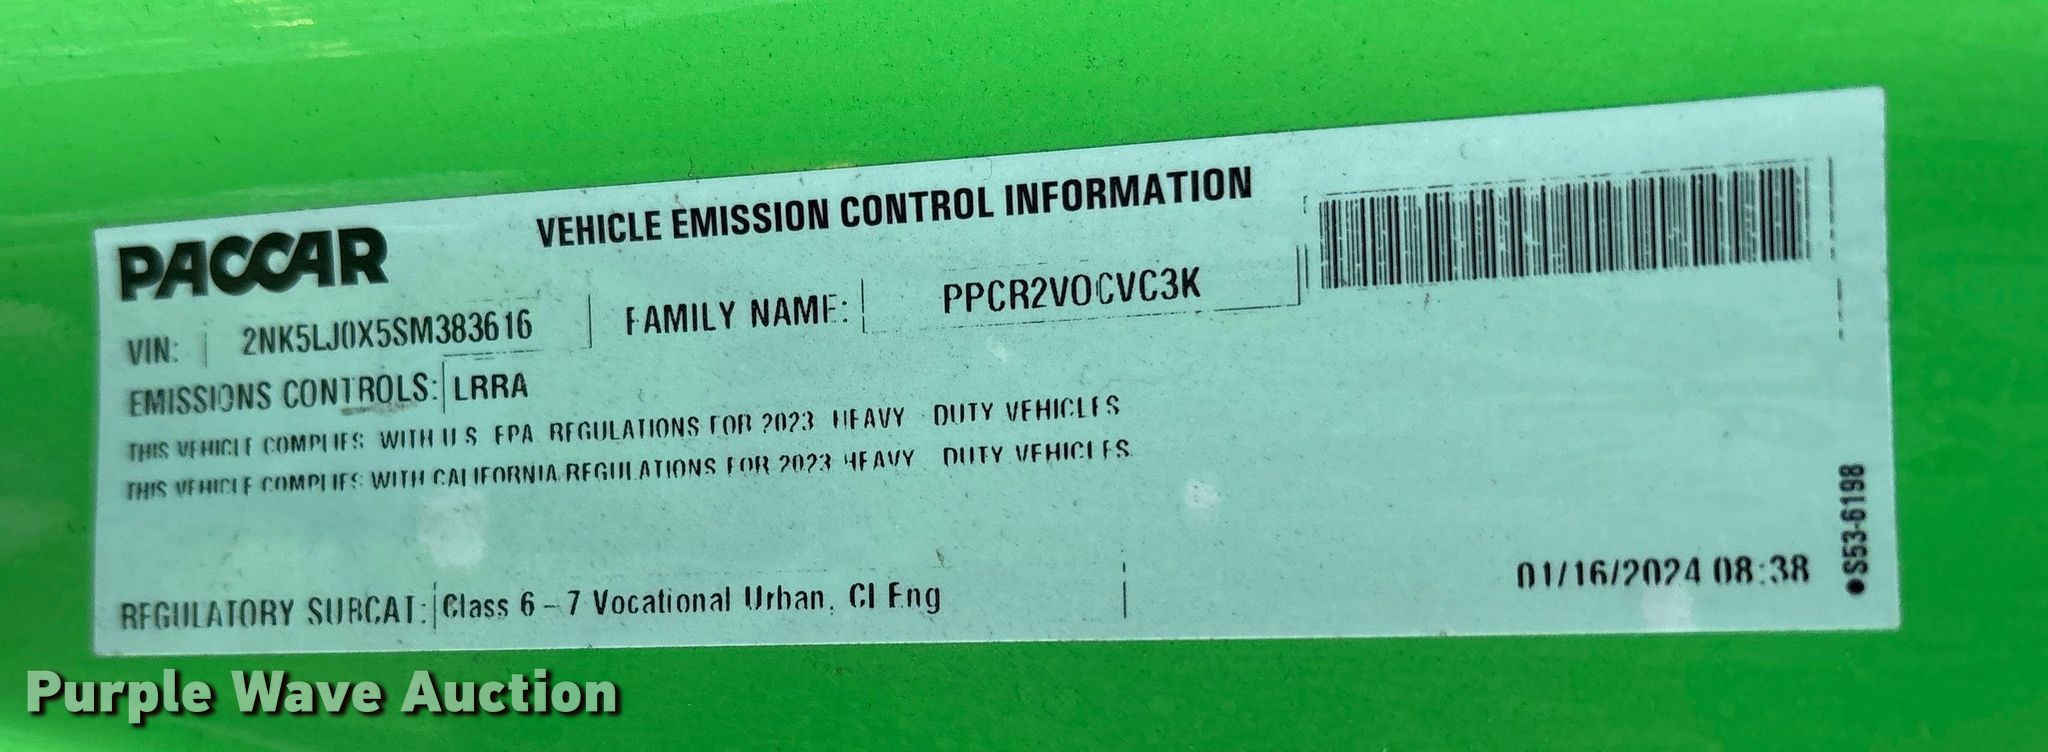 PACCAR
VEHICLE EMISSION CONTROL INFORMATION
VIN: 2NK5LJ0X5SM383616
FAMILY NAME: PPCR2VOCVC3K
EMISSIONS CONTROLS: LRRA
THIS VEHICLE COMPLIES WITH U.S. EPA REGULATIONS FOR 2023 HEAVY - DUTY VEHICLES
THIS VEHICLE COMPLIES WITH CALIFORNIA REGULATIONS FOR 2023 HEAVY DUTY VEHICLES
REGULATORY SUBCAT: Class 6 - 7 Vocational Urban, CI Eng
01/16/2024 08:38
●S53-6198
Purple Wave Auction